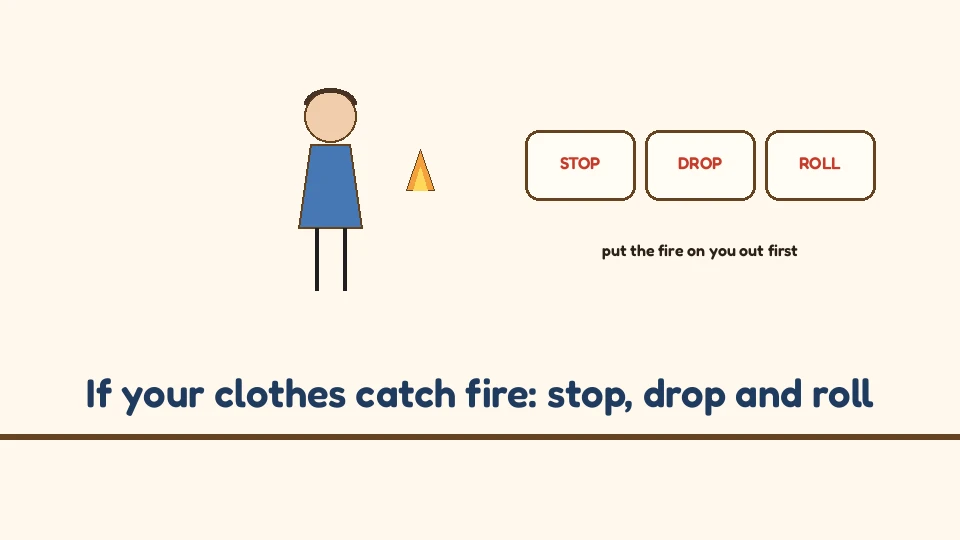 STOP
DROP
ROLL
put the fire on you out first
If your clothes catch fire: stop, drop and roll